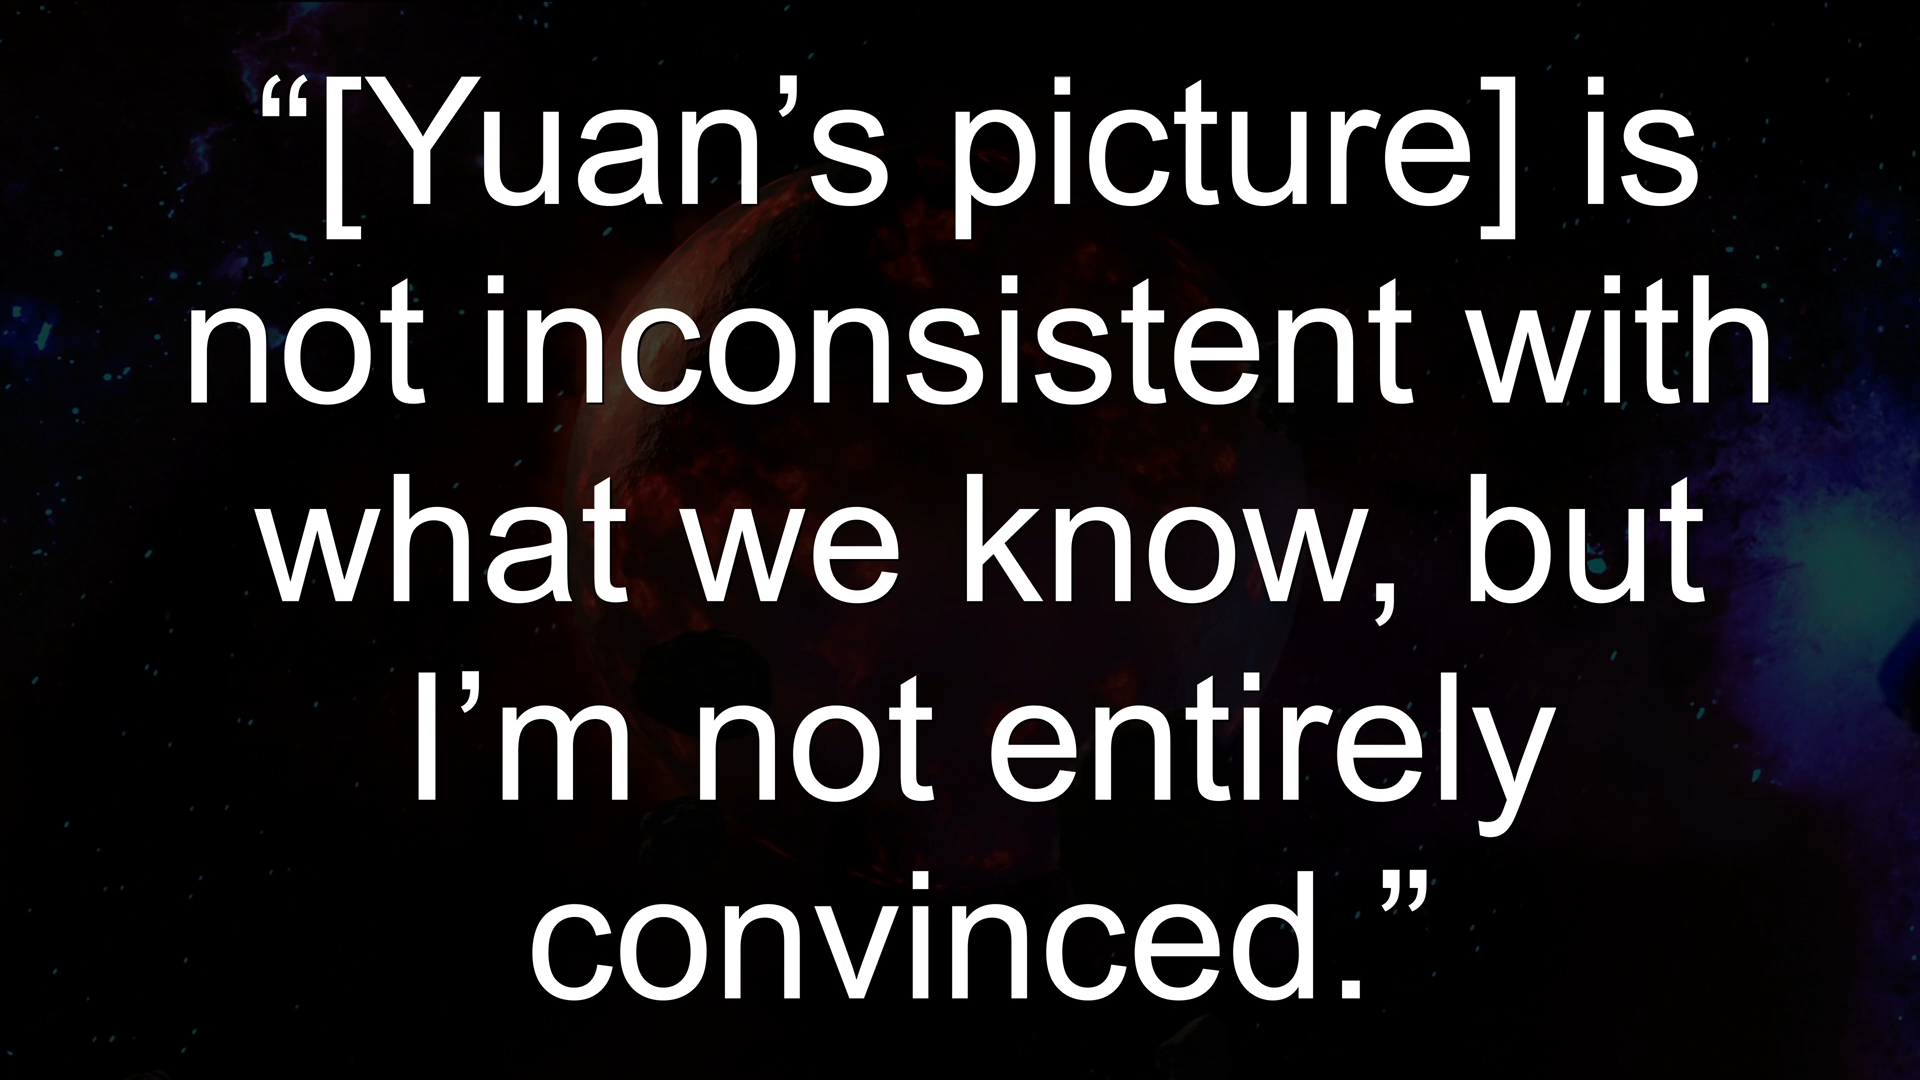 “[Yuan’s picture] is
not inconsistent with
what we know, but
I’m not entirely
convinced.”